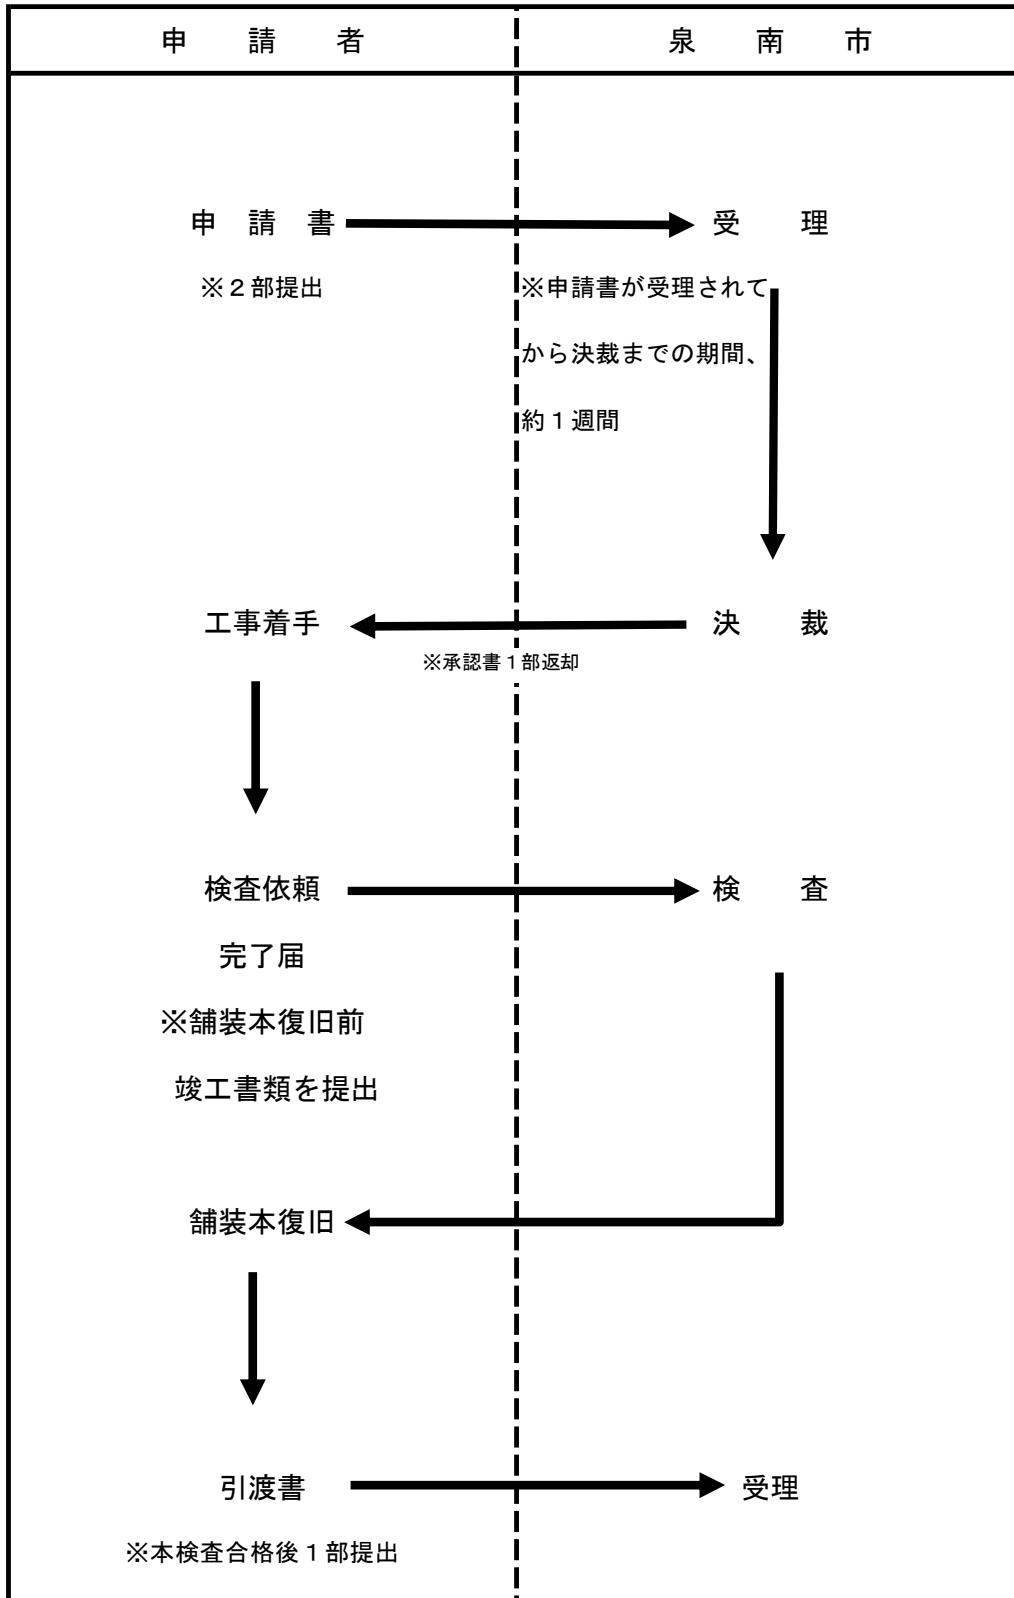 申　請　者　　泉　南　市
申　請　書　　受　　理
※２部提出
※申請書が受理されて
から決裁までの期間、
約１週間
工事着手　　決　　裁
※承認書１部返却
検査依頼　　検　　査
完了届
※舗装本復旧前
竣工書類を提出
舗装本復旧
引渡書　　受理
※本検査合格後１部提出